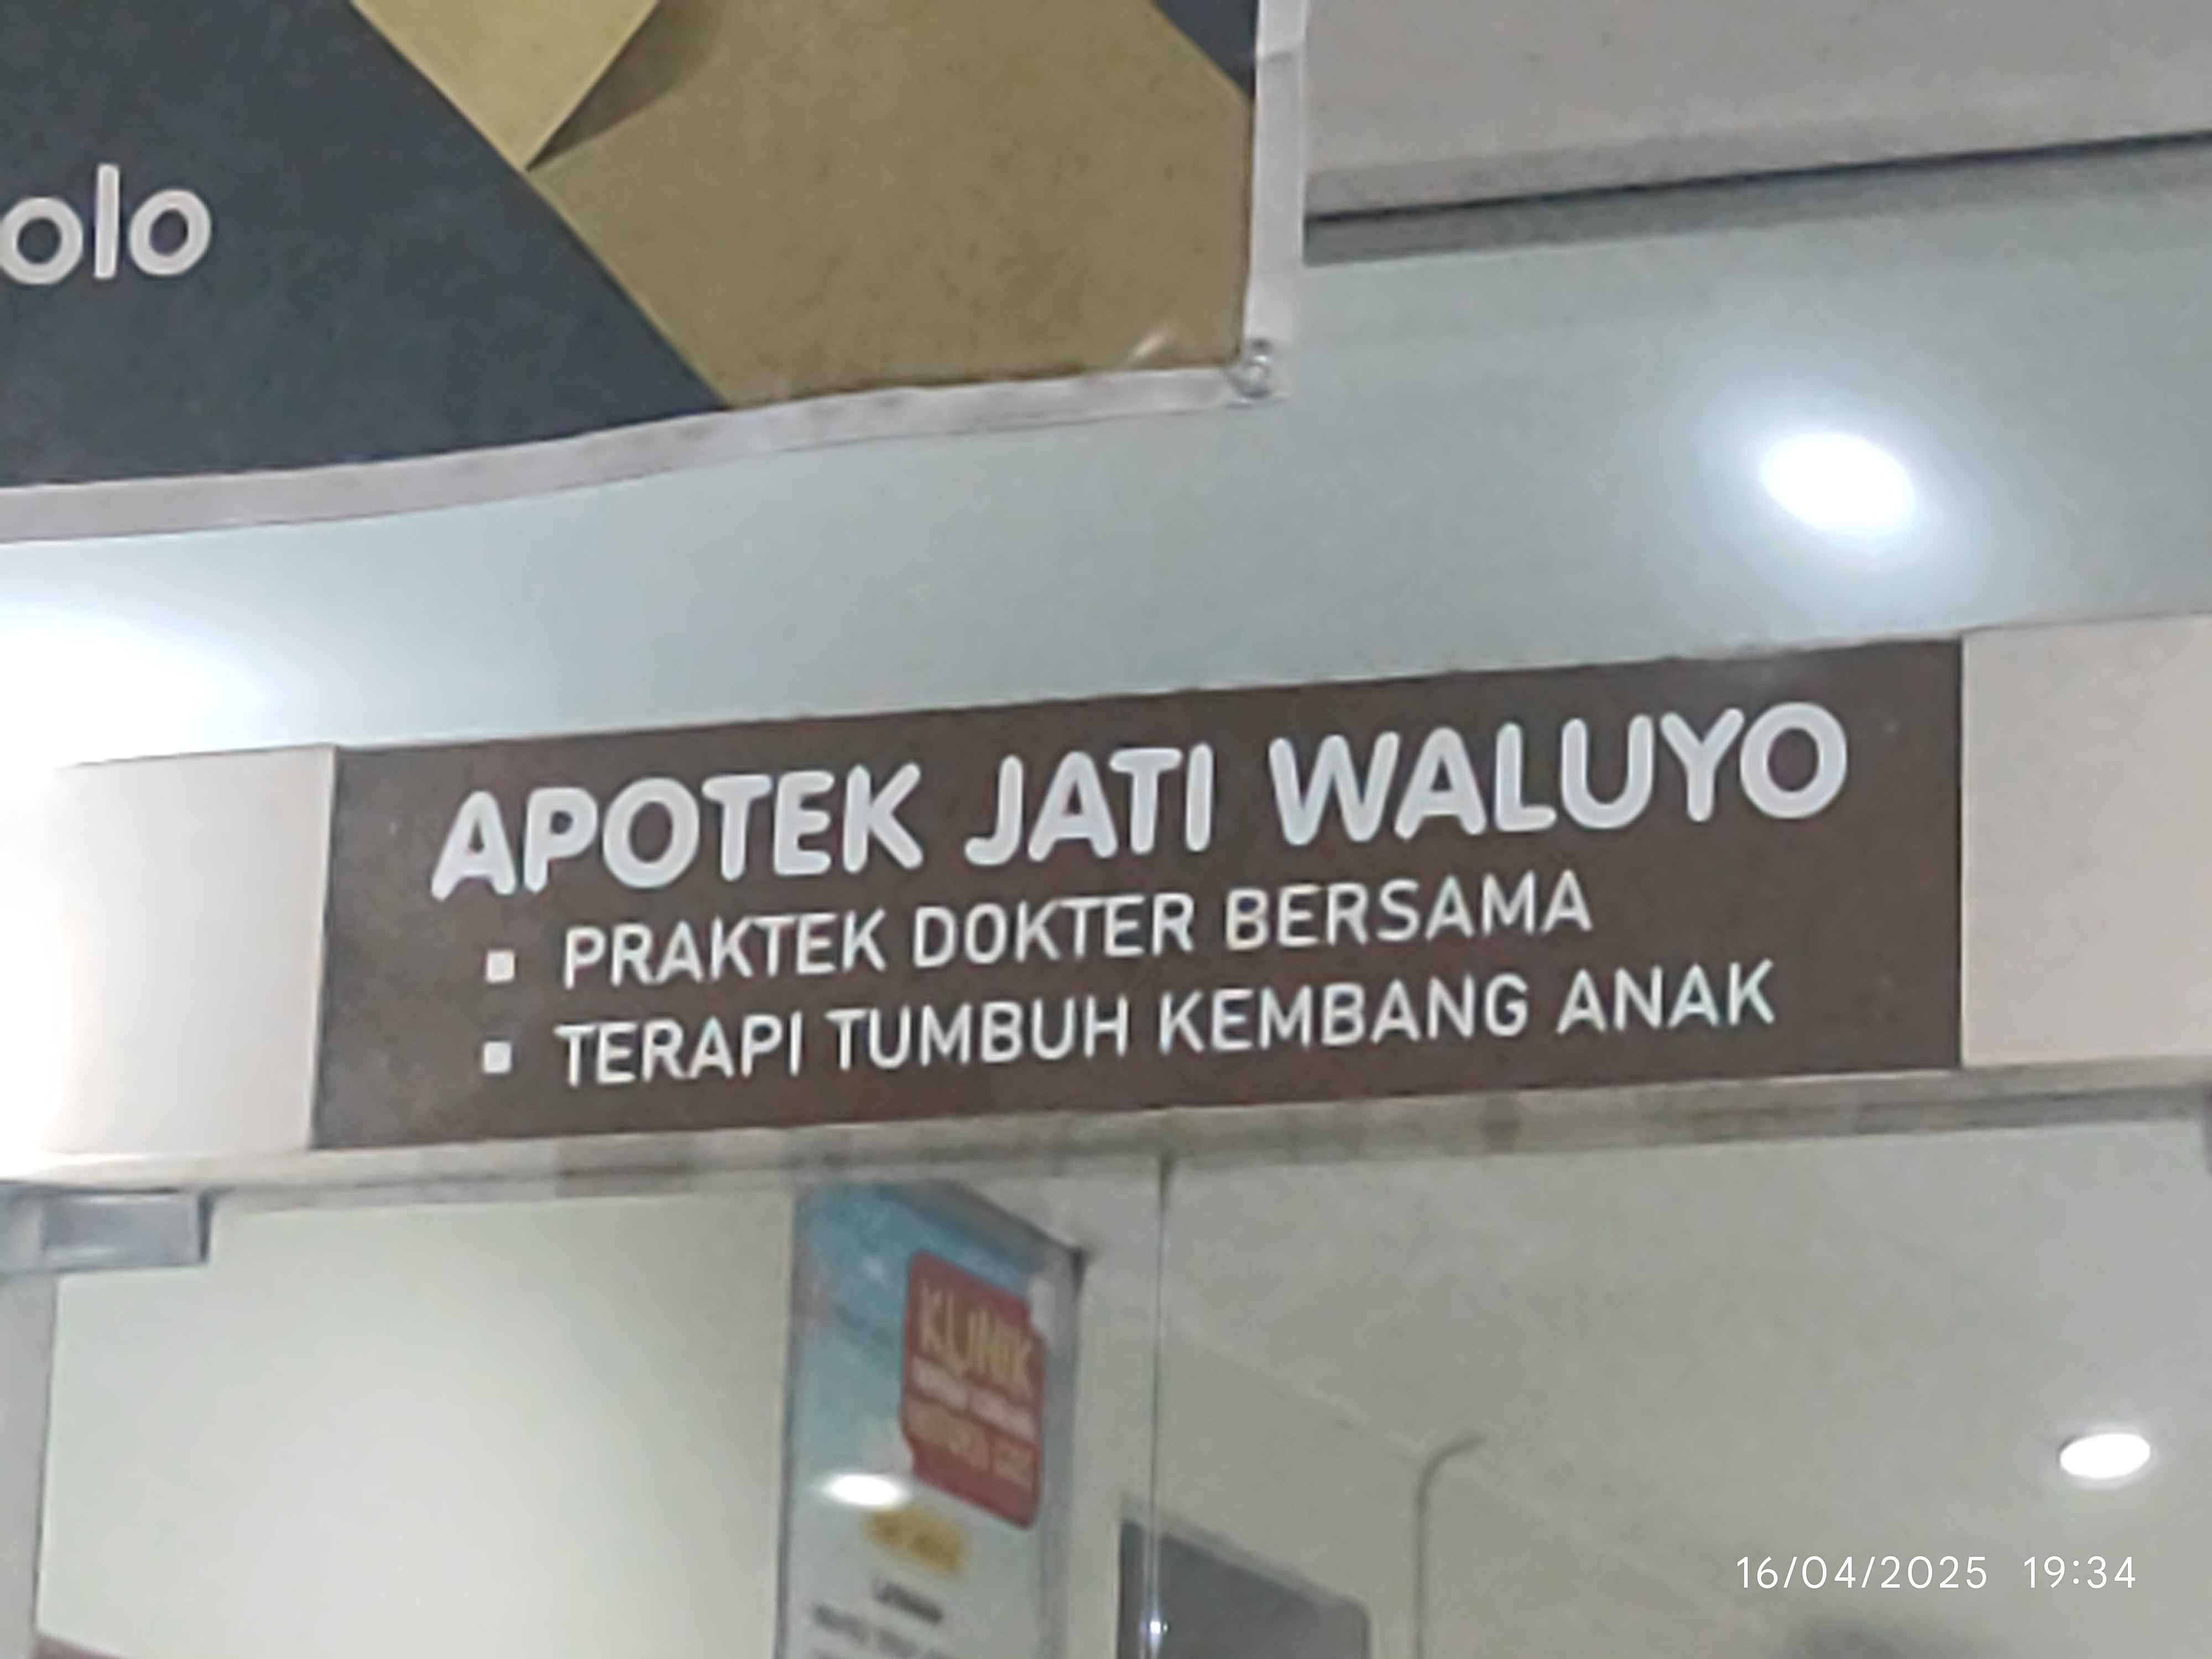 olo
APOTEK JATI WALUYO
▪ PRAKTEK DOKTER BERSAMA
▪ TERAPI TUMBUH KEMBANG ANAK
KLINIK
16/04/2025 19:34